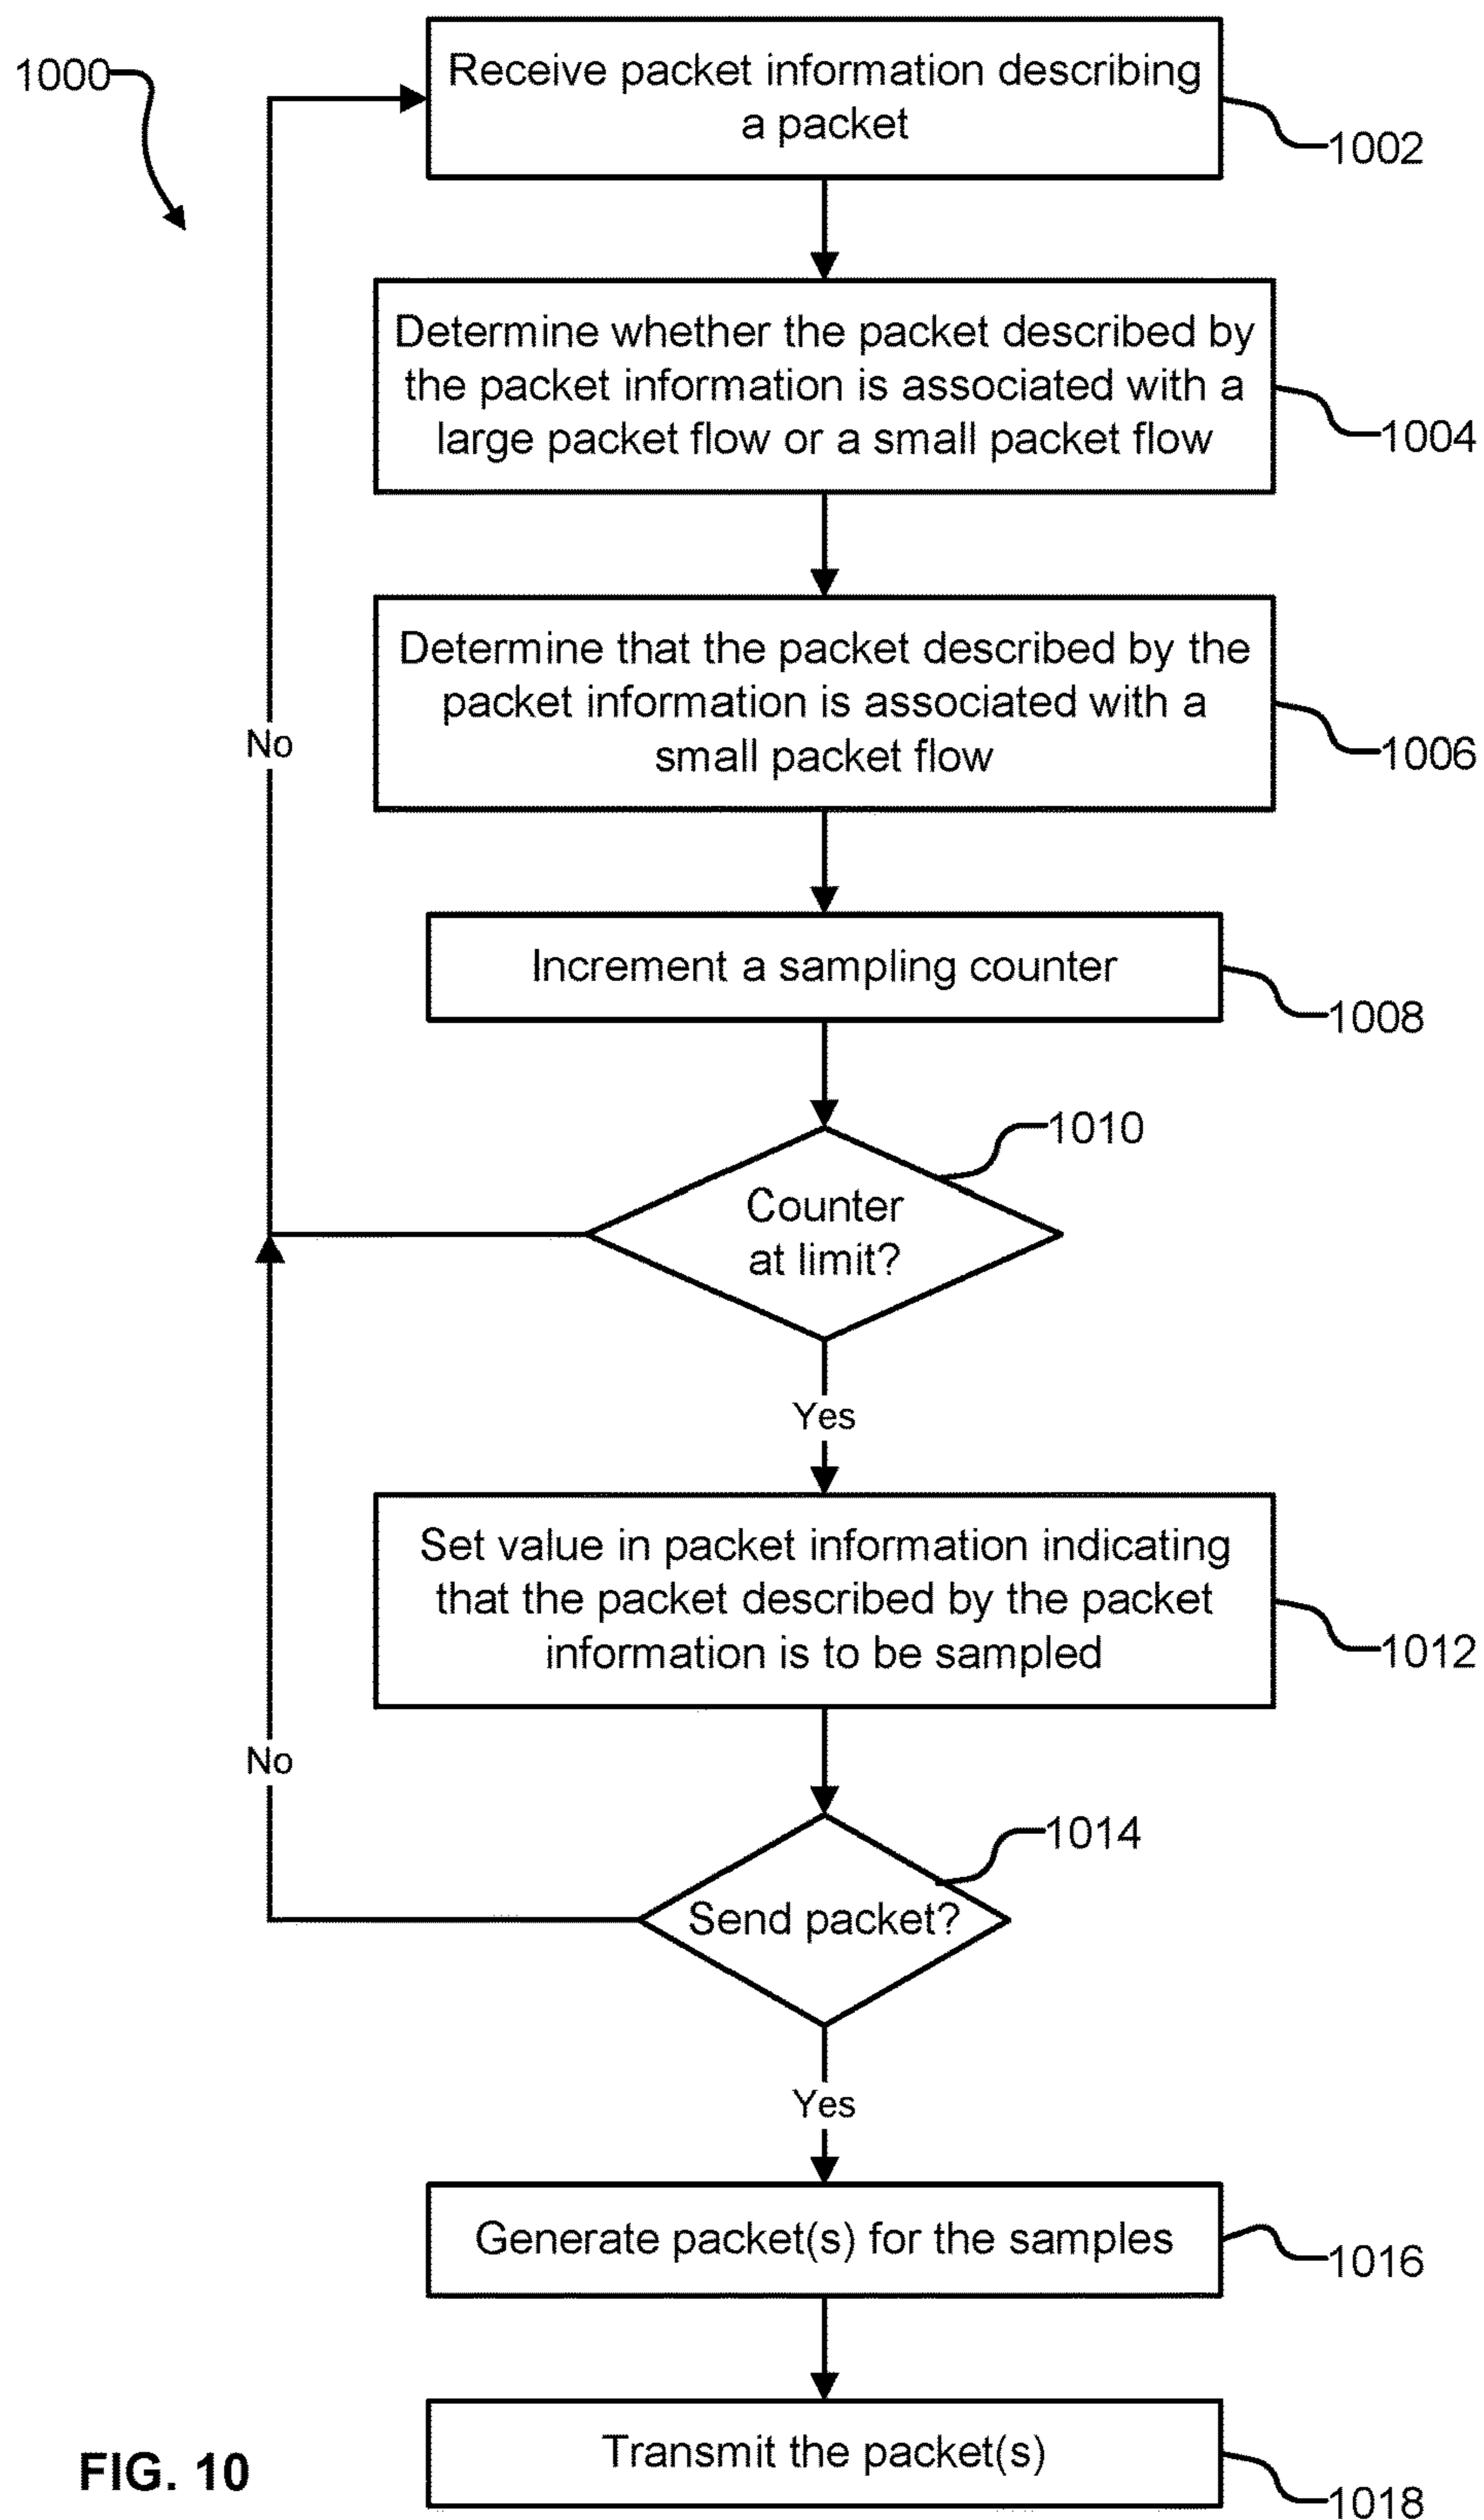 1000
Receive packet information describing
a packet
1002
Determine whether the packet described by
the packet information is associated with a
large packet flow or a small packet flow
1004
Determine that the packet described by the
packet information is associated with a
small packet flow
1006
No
Increment a sampling counter
1008
1010
Counter
at limit?
Yes
Set value in packet information indicating
that the packet described by the packet
information is to be sampled
1012
No
1014
Send packet?
Yes
Generate packet(s) for the samples
1016
Transmit the packet(s)
1018
FIG. 10